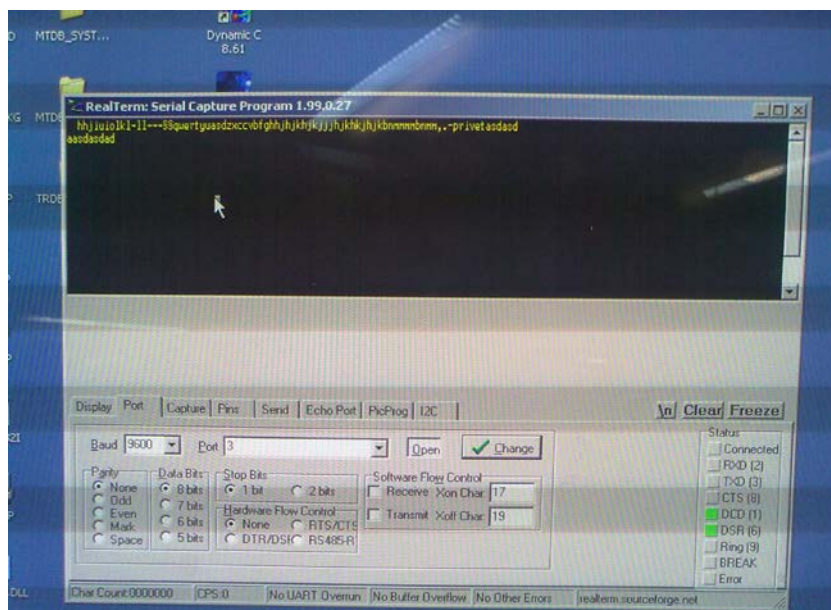 MTDB_SYST...
Dynamic C
8.61
RealTerm: Serial Capture Program 1.99.0.27
aasdasdad
Display Port Capture Pins Send Echo Port PicProg I2C \n Clear Freeze
Baud 9600 Port 3 Open Change
Parity
None
Odd
Even
Mark
Space
Data Bits
8 bits
7 bits
6 bits
5 bits
Stop Bits
1 bit 2 bits
Hardware Flow Control
None RTS/CTS
DTR/DSR RS485-R
Software Flow Control
Receive Xon Char 17
Transmit Xoff Char 19
Status
Connected
RXD (2)
TXD (3)
CTS (8)
DCD (1)
DSR (6)
Ring (9)
BREAK
Error
Char Count:0000000 CPS:0 No UART Overrun No Buffer Overflow No Other Errors realterm.sourceforge.net